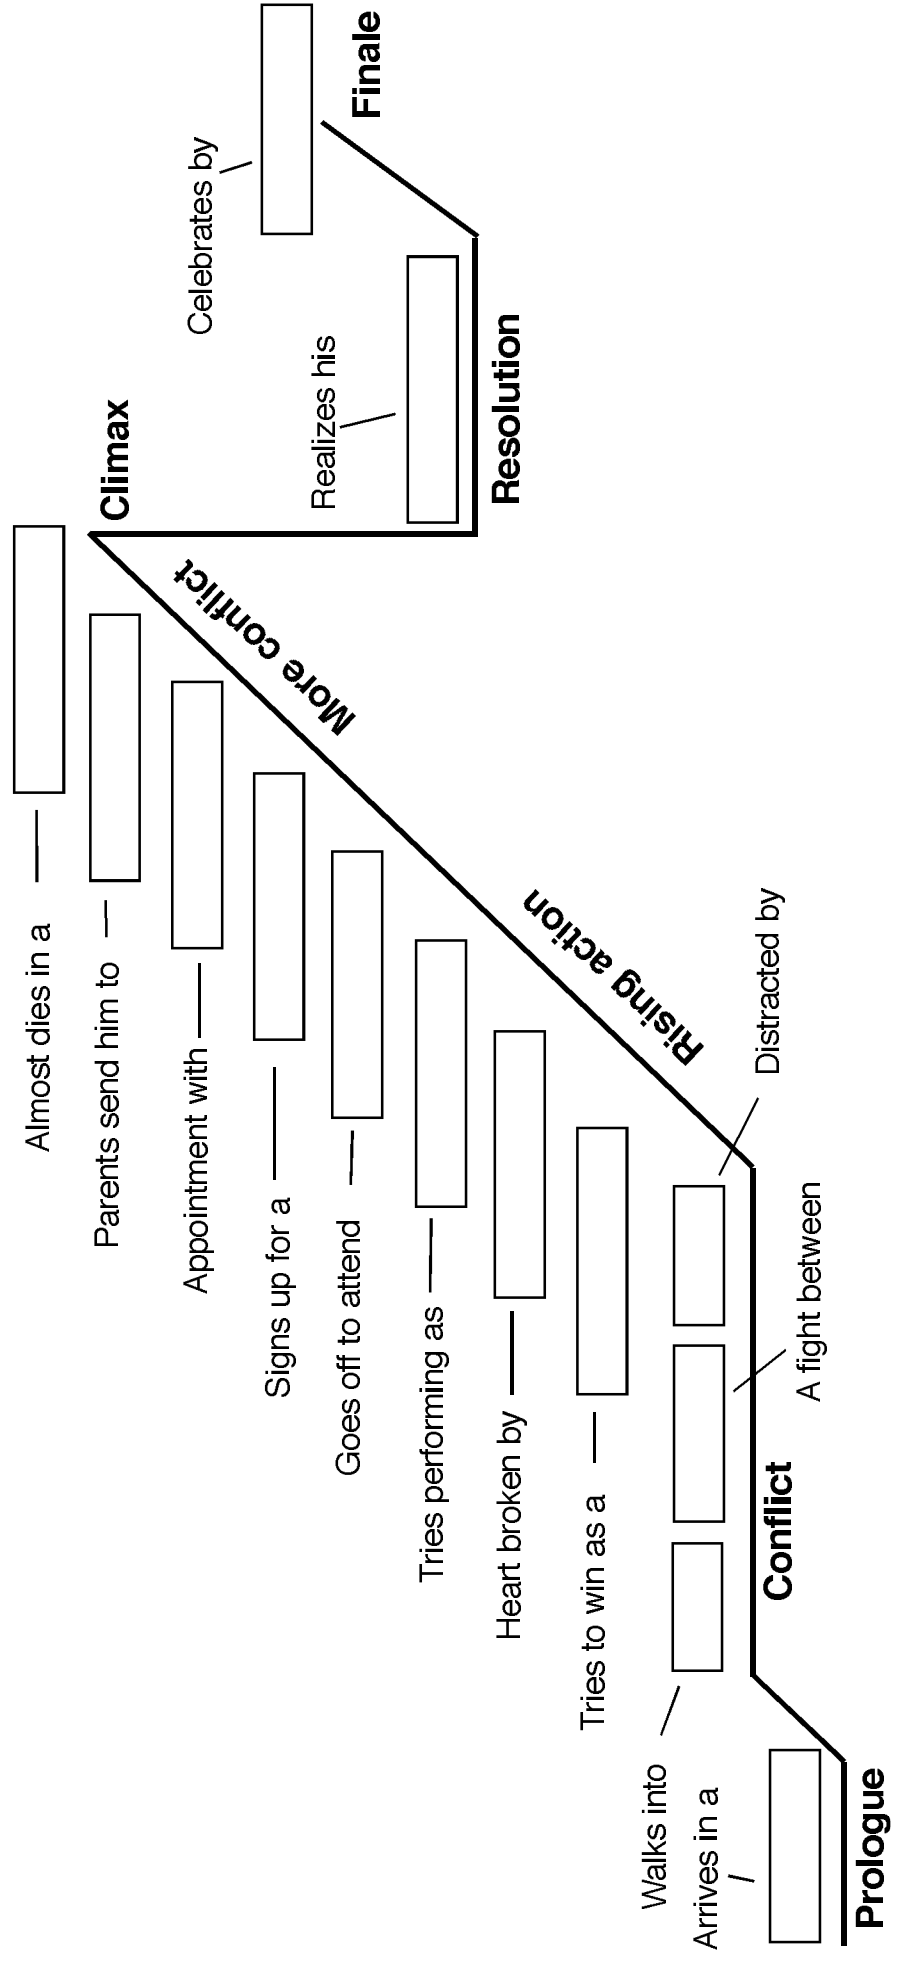 Almost dies in a
Climax
Parents send him to
More conflict
Appointment with
Signs up for a
Goes off to attend
Tries performing as
Rising action
Heart broken by
Tries to win as a
Celebrates by
Finale
Realizes his
Resolution
Walks into
Distracted by
A fight between
Conflict
Arrives in a
Prologue